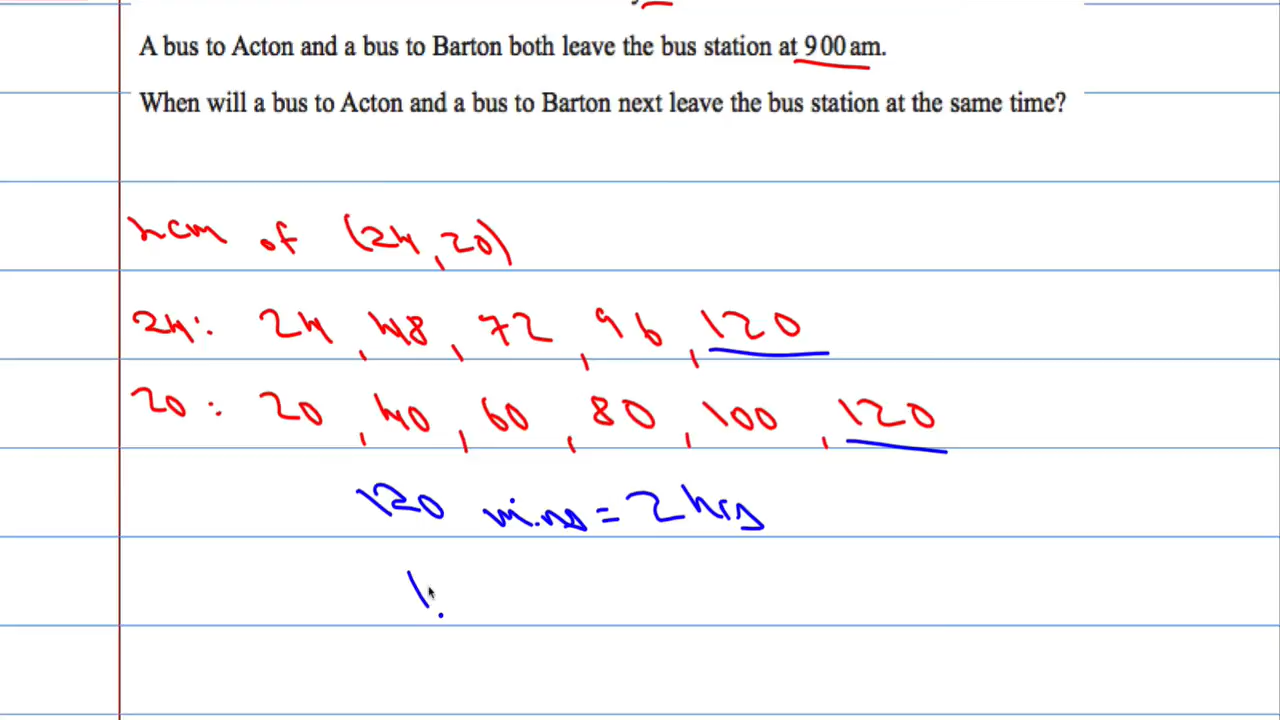 A bus to Acton and a bus to Barton both leave the bus station at 9 00 am.
When will a bus to Acton and a bus to Barton next leave the bus station at the same time?
LCM of (24, 20)
24: 24, 48, 72, 96, 120
20: 20, 40, 60, 80, 100, 120
120 mins = 2 hrs